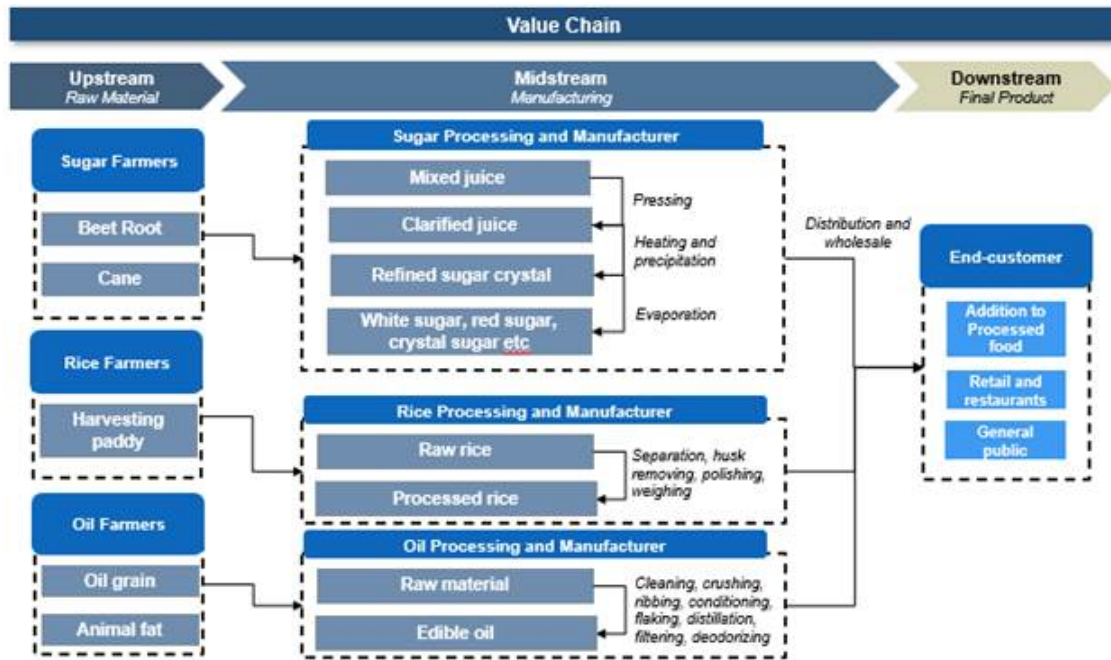 Value Chain
Upstream
Raw Material
Midstream
Manufacturing
Downstream
Final Product
Sugar Farmers
Beet Root
Cane
Sugar Processing and Manufacturer
Mixed juice
Clarified juice
Refined sugar crystal
White sugar, red sugar,
crystal sugar etc
Pressing
Heating and
precipitation
Evaporation
Distribution and
wholesale
End-customer
Addition to
Processed
food
Retail and
restaurants
General
public
Rice Farmers
Harvesting
paddy
Rice Processing and Manufacturer
Raw rice
Processed rice
Separation, husk
removing, polishing,
weighing
Oil Farmers
Oil grain
Animal fat
Oil Processing and Manufacturer
Raw material
Edible oil
Cleaning, crushing,
ribbing, conditioning,
flaking, distillation,
filtering, deodorizing